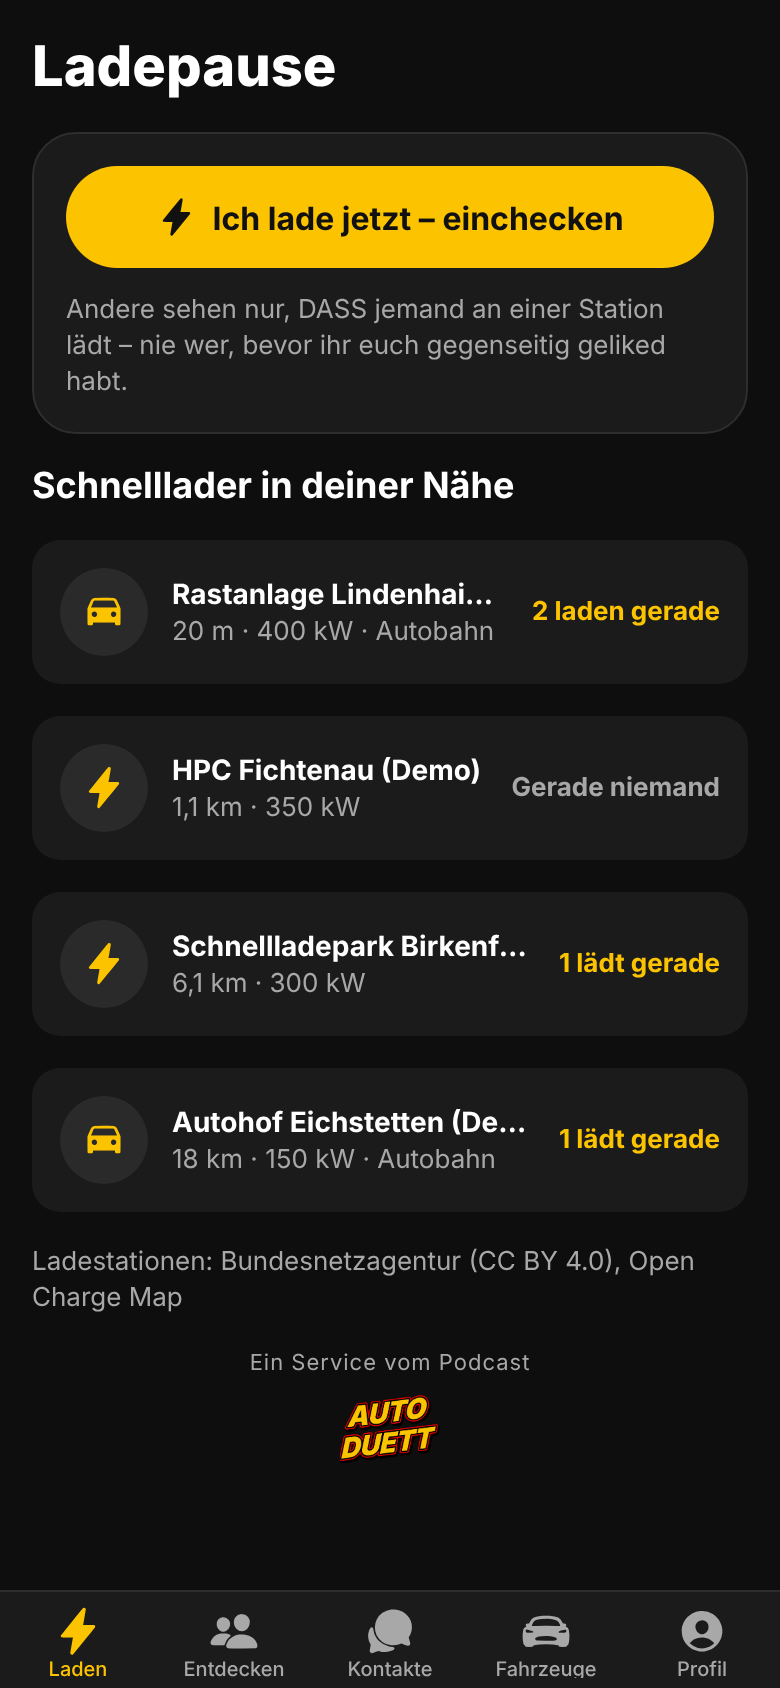 Ladepause
Ich lade jetzt – einchecken
Andere sehen nur, DASS jemand an einer Station
lädt – nie wer, bevor ihr euch gegenseitig geliked
habt.
Schnelllader in deiner Nähe
Rastanlage Lindenhai...
20 m · 400 kW · Autobahn
2 laden gerade
HPC Fichtenau (Demo)
1,1 km · 350 kW
Gerade niemand
Schnellladepark Birkenf...
6,1 km · 300 kW
1 lädt gerade
Autohof Eichstetten (De...
18 km · 150 kW · Autobahn
1 lädt gerade
Ladestationen: Bundesnetzagentur (CC BY 4.0), Open
Charge Map
Ein Service vom Podcast
AUTO
DUETT
Laden
Entdecken
Kontakte
Fahrzeuge
Profil